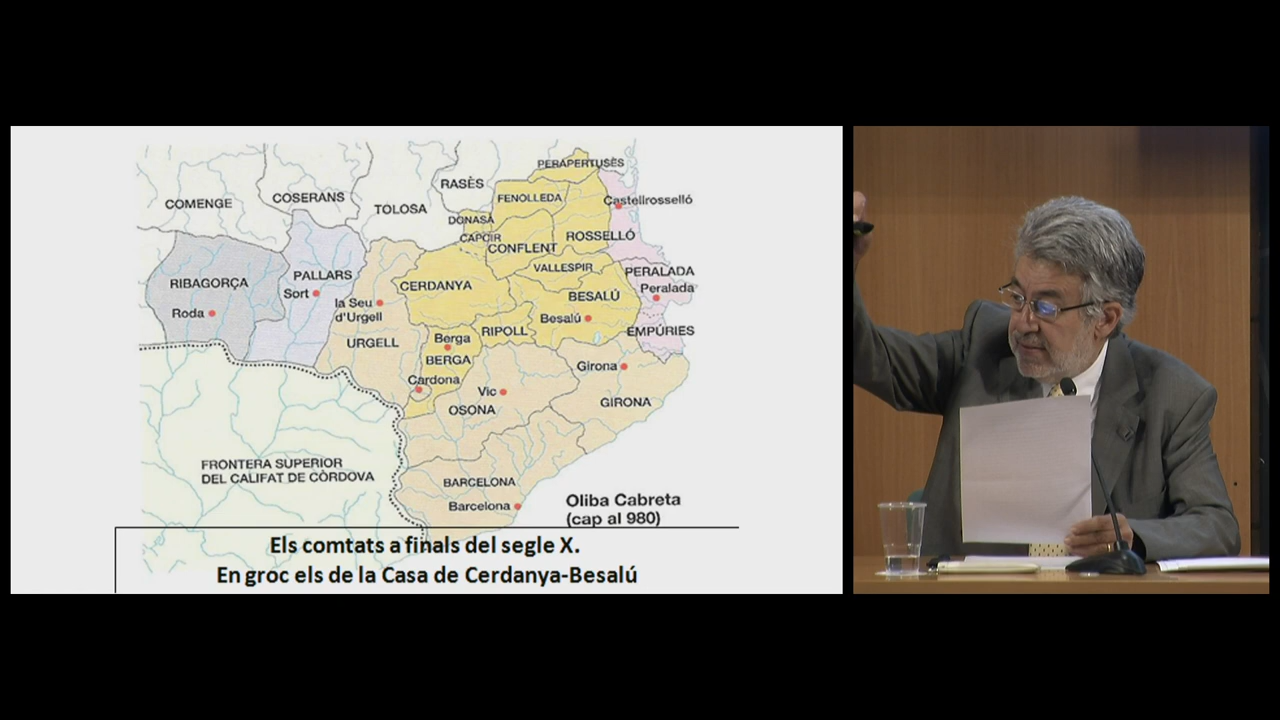 PERAPERTUSÈS
RASÈS
COSERANS
COMENGE
TOLOSA
FENOLLEDA
Castellrosselló
DONASÀ
CAPCIR
CONFLENT
ROSSELLÓ
VALLESPIR
PERALADA
Peralada
RIBAGORÇA
PALLARS
Sort
la Seu
d'Urgell
CERDANYA
BESALÚ
Besalú
Roda
URGELL
Berga
BERGA
RIPOLL
EMPÚRIES
Girona
Cardona
Vic
OSONA
GIRONA
FRONTERA SUPERIOR
DEL CALIFAT DE CÒRDOVA
BARCELONA
Barcelona
Oliba Cabreta
(cap al 980)
Els comtats a finals del segle X.
En groc els de la Casa de Cerdanya-Besalú